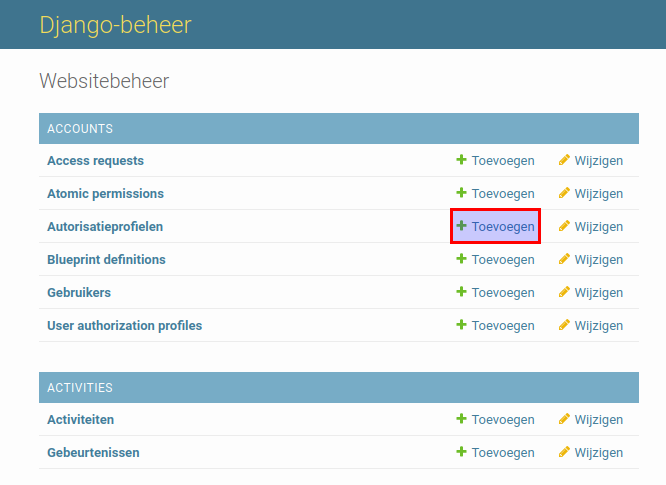 Django-beheer
Websitebeheer
ACCOUNTS
Access requests Toevoegen Wijzigen
Atomic permissions Toevoegen Wijzigen
Autorisatieprofielen Toevoegen Wijzigen
Blueprint definitions Toevoegen Wijzigen
Gebruikers Toevoegen Wijzigen
User authorization profiles Toevoegen Wijzigen
ACTIVITIES
Activiteiten Toevoegen Wijzigen
Gebeurtenissen Toevoegen Wijzigen